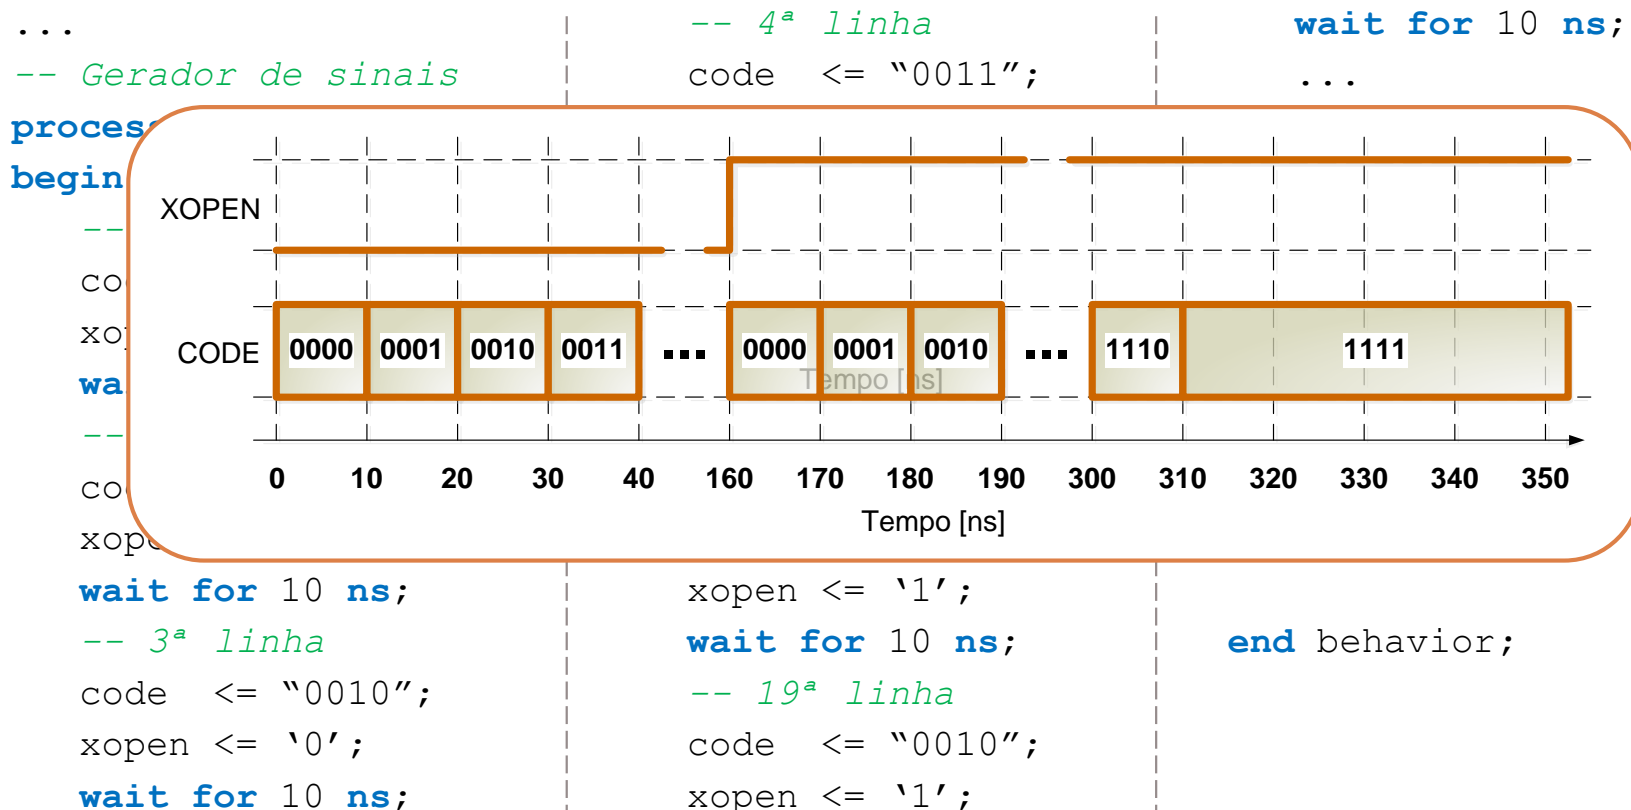 ...
-- Gerador de sinais
proces
begin
--
co
xo
wa
--
co
xope
wait for 10 ns;
-- 3ª linha
code <= “0010”;
xopen <= ‘0’;
wait for 10 ns;
-- 4ª linha
code <= “0011”;
xopen <= ‘1’;
wait for 10 ns;
-- 19ª linha
code <= “0010”;
xopen <= ‘1’;
wait for 10 ns;
...
end behavior;
XOPEN
CODE 0000 0001 0010 0011 ... 0000 0001 0010 ... 1110 1111
Tempo [ns]
0 10 20 30 40 160 170 180 190 300 310 320 330 340 350
Tempo [ns]